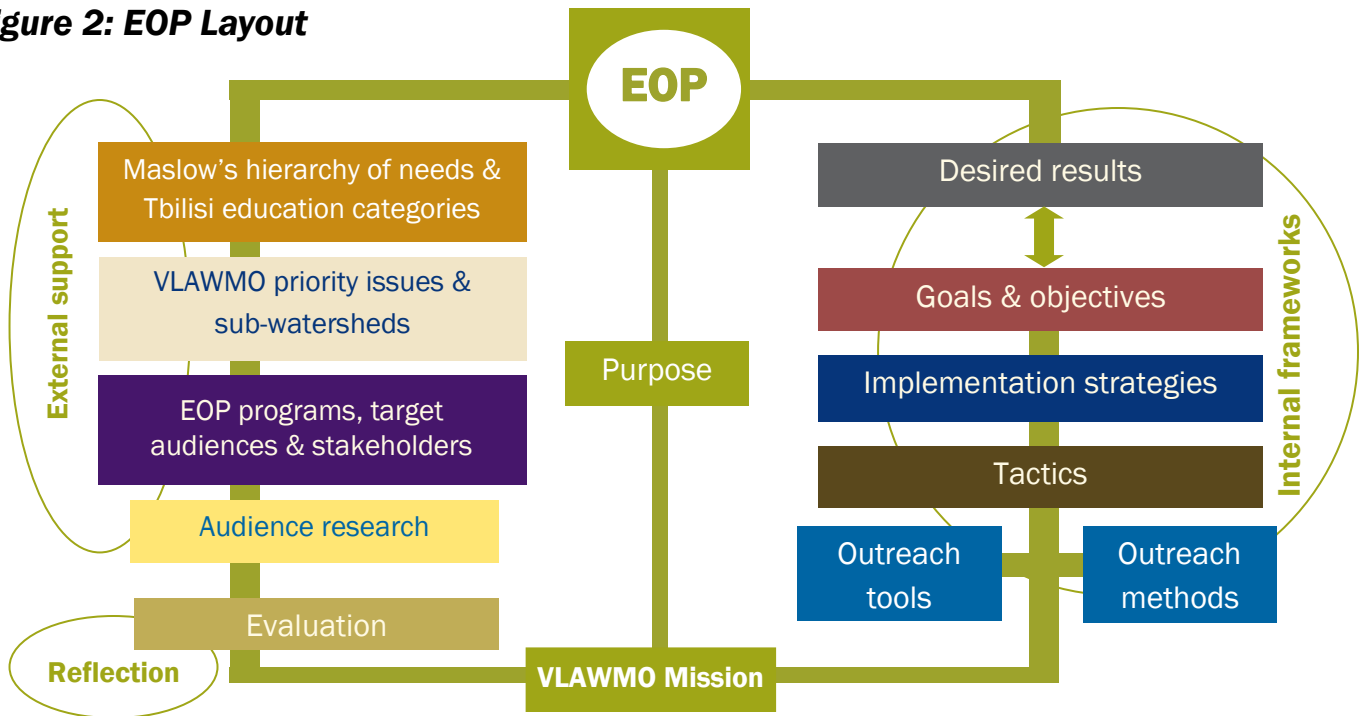 igure 2: EOP Layout
EOP
External support
Maslow's hierarchy of needs &
Tbilisi education categories
VLAWMO priority issues &
sub-watersheds
EOP programs, target
audiences & stakeholders
Audience research
Evaluation
Reflection
Purpose
VLAWMO Mission
Desired results
Goals & objectives
Implementation strategies
Tactics
Outreach
tools
Outreach
methods
Internal frameworks